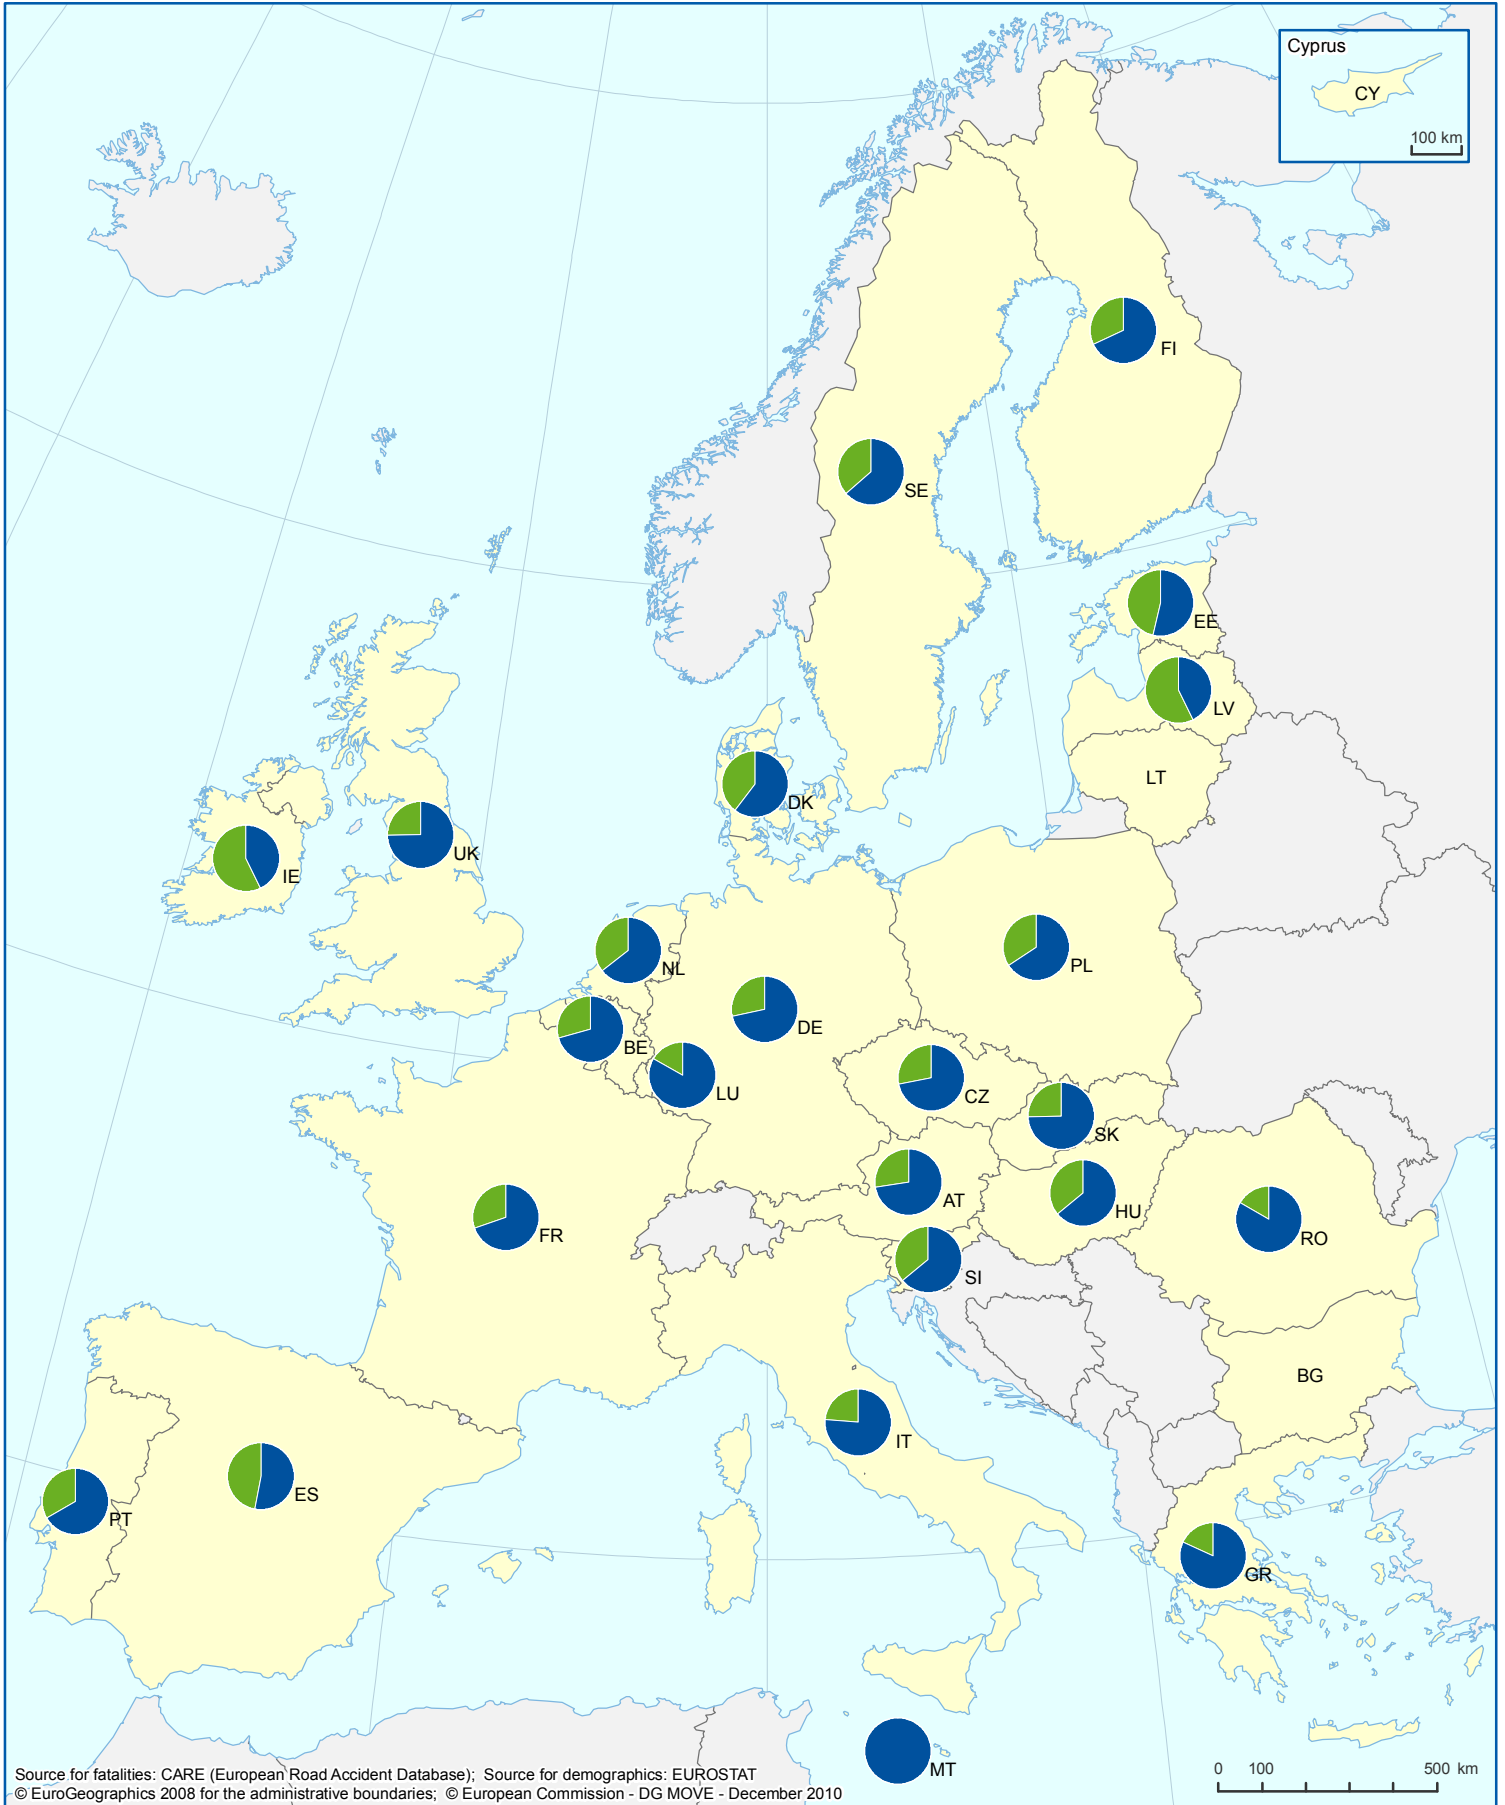 Cyprus
CY
100 km
FI
SE
EE
LV
LT
DK
UK
IE
NL
PL
DE
BE
LU
CZ
SK
AT
HU
FR
RO
SI
BG
IT
ES
PT
GR
MT
0 100 500 km
Source for fatalities: CARE (European Road Accident Database); Source for demographics: EUROSTAT
© EuroGeographics 2008 for the administrative boundaries; © European Commission - DG MOVE - December 2010